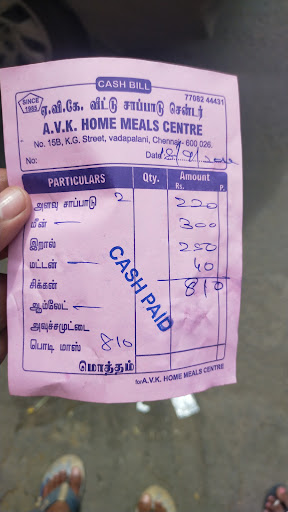 CASH BILL
SINCE 1995
77082 44431
ஏ.வி.கே. வீட்டு சாப்பாடு சென்டர்
A.V.K. HOME MEALS CENTRE
No. 15B, K.G. Street, vadapalani, Chennai- 600 026.
No: Date
PARTICULARS Qty. Amount
Rs. P.
அளவு சாப்பாடு 2 220
மீன் — 300
இறால் 250
மட்டன் — 40
சிக்கன் 810
ஆம்லேட் —
அவுச்சமுட்டை
பொடி மாஸ் 810
மொத்தம்
CASH PAID
for A.V.K. HOME MEALS CENTRE